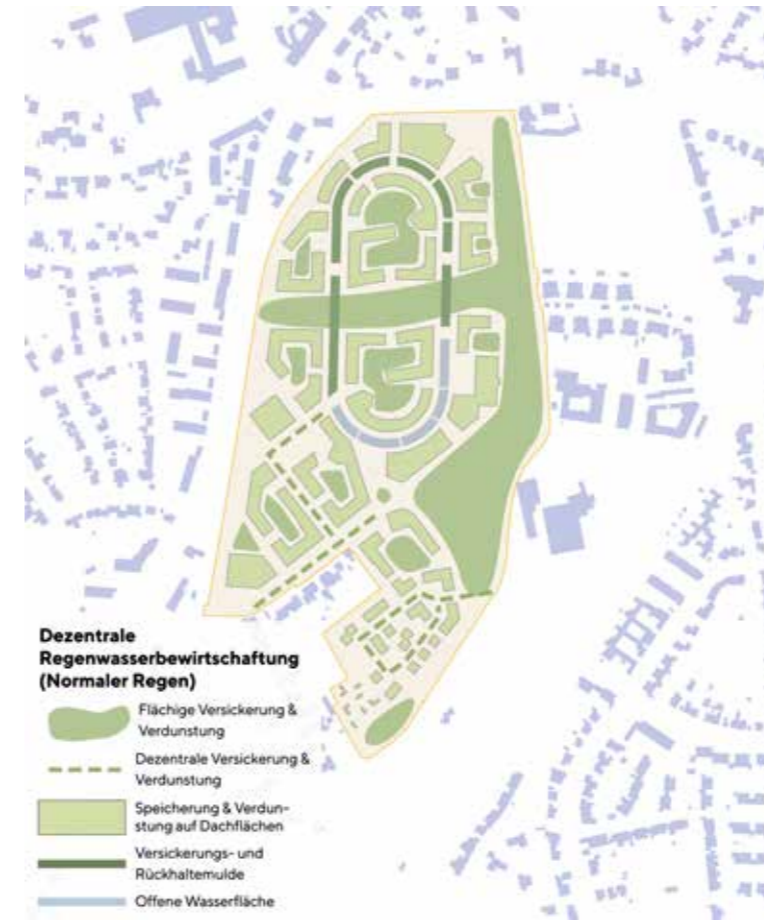 Dezentrale
Regenwasserbewirtschaftung
(Normaler Regen)
Flächige Versickerung &
Verdunstung
Dezentrale Versickerung &
Verdunstung
Speicherung & Verdun-
stung auf Dachflächen
Versickerungs- und
Rückhaltemulde
Offene Wasserfläche